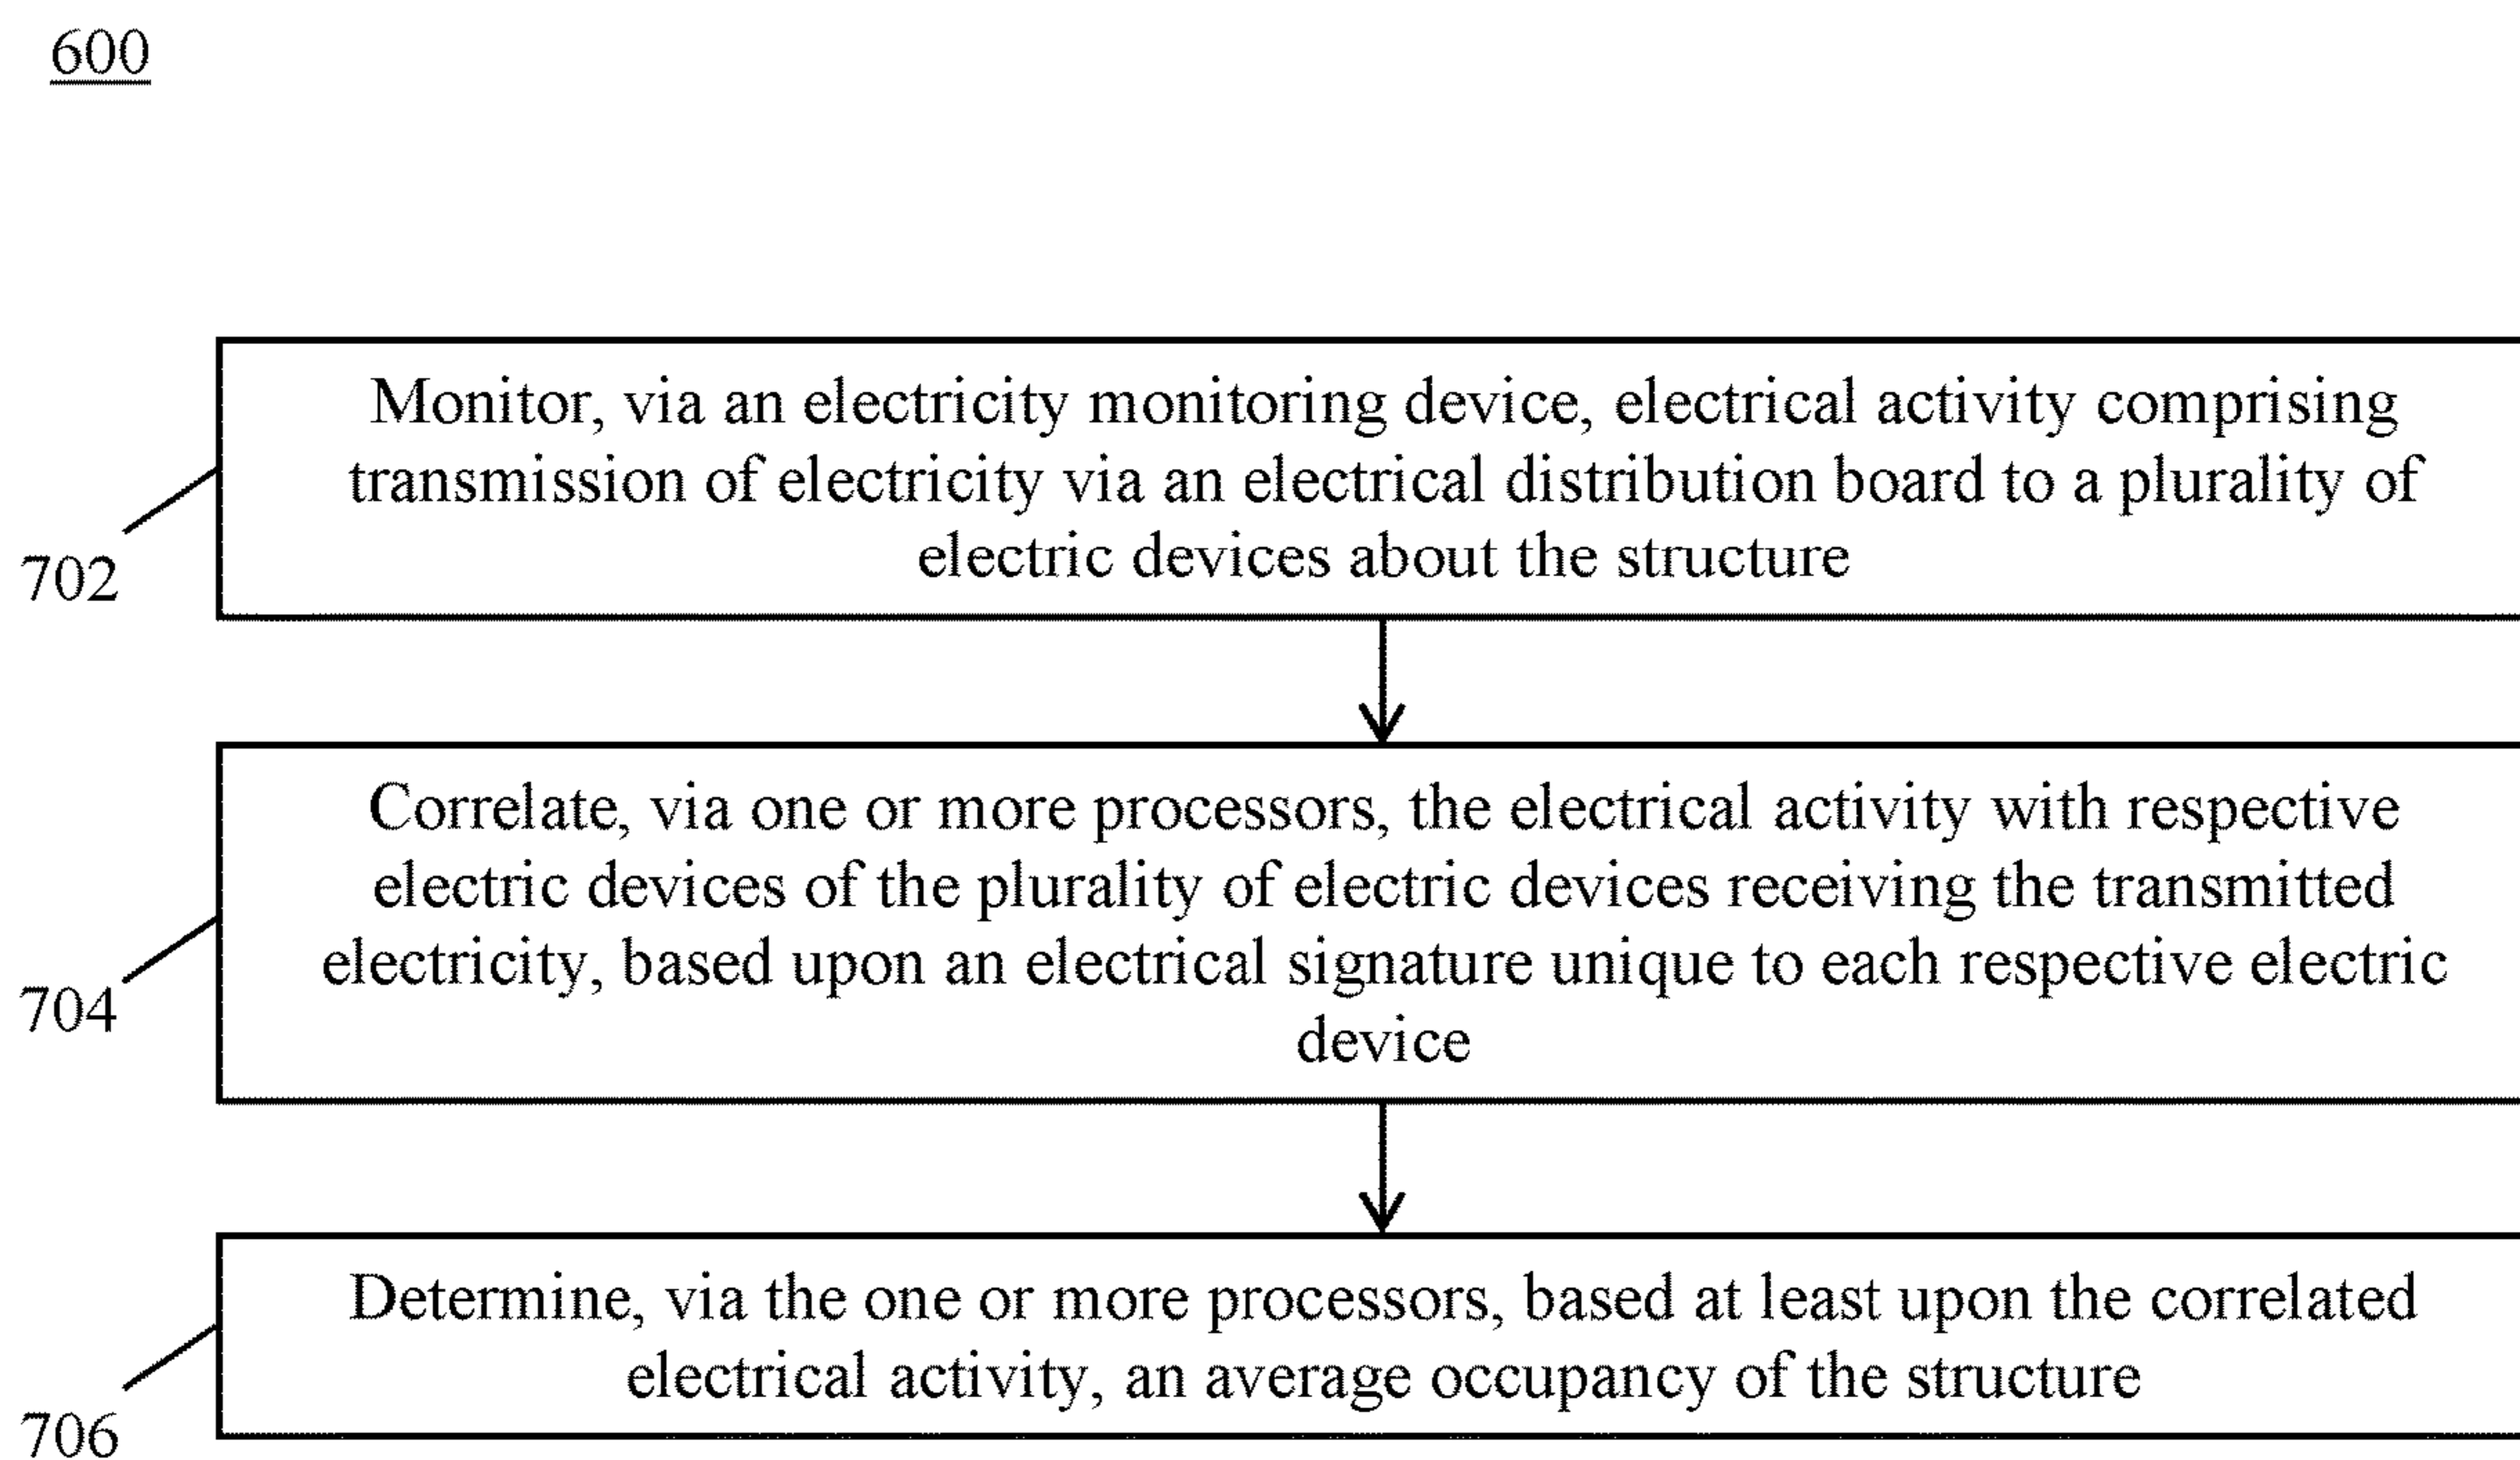 600
Monitor, via an electricity monitoring device, electrical activity comprising
transmission of electricity via an electrical distribution board to a plurality of
electric devices about the structure
702
Correlate, via one or more processors, the electrical activity with respective
electric devices of the plurality of electric devices receiving the transmitted
electricity, based upon an electrical signature unique to each respective electric
device
704
Determine, via the one or more processors, based at least upon the correlated
electrical activity, an average occupancy of the structure
706